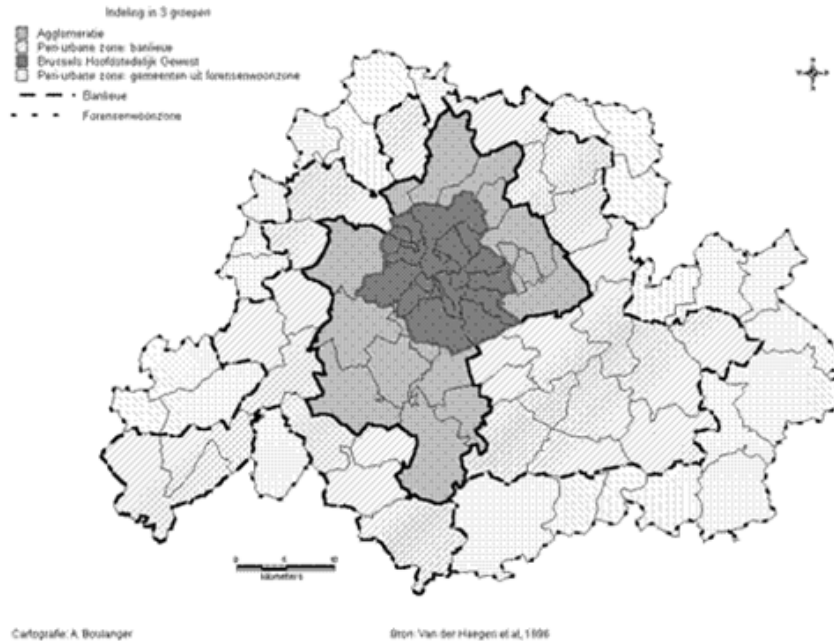 Indeling in 3 groepen
Agglomeratie
Peri-urbane zone: banlieue
Brussels Hoofdstedelijk Gewest
Peri-urbane zone: gemeenten uit forensenwoonzone
Banlieue
Forensenwoonzone
0 5 10
kilometers
Cartografie: A. Boulanger
Bron: Van der Haegen et al, 1996